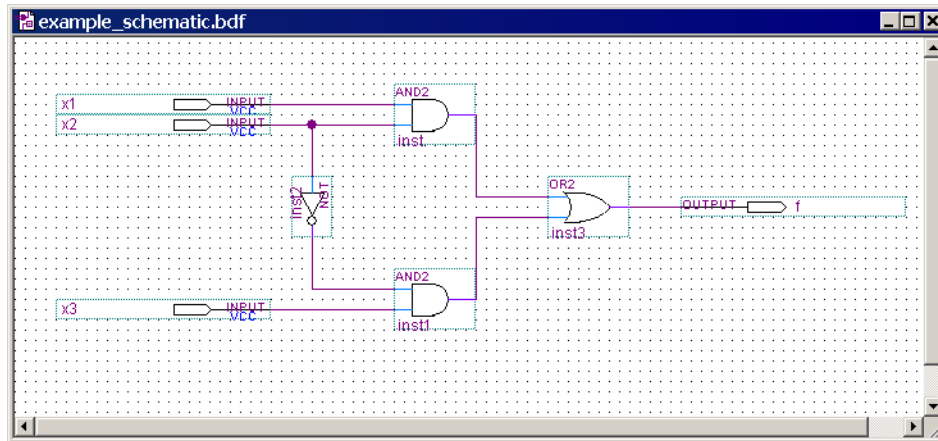 example_schematic.bdf
AND2
x1 INPUT
VCC
x2 INPUT
VCC
inst
inst2 NOT
OR2
OUTPUT f
inst3
AND2
x3 INPUT
VCC
inst1